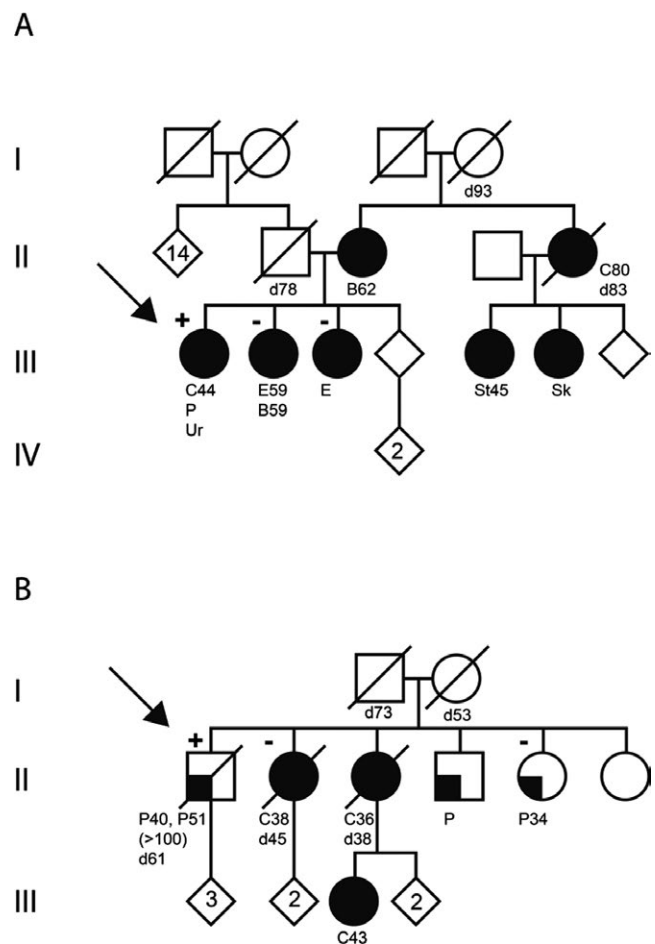 A
I
d93
II
14
d78
B62
C80
d83
+
-
-
III
C44
P
Ur
E59
B59
E
St45
Sk
IV
2
B
I
d73
d53
+
-
-
II
P40, P51
(>100)
d61
C38
d45
C36
d38
P
P34
III
3
2
C43
2